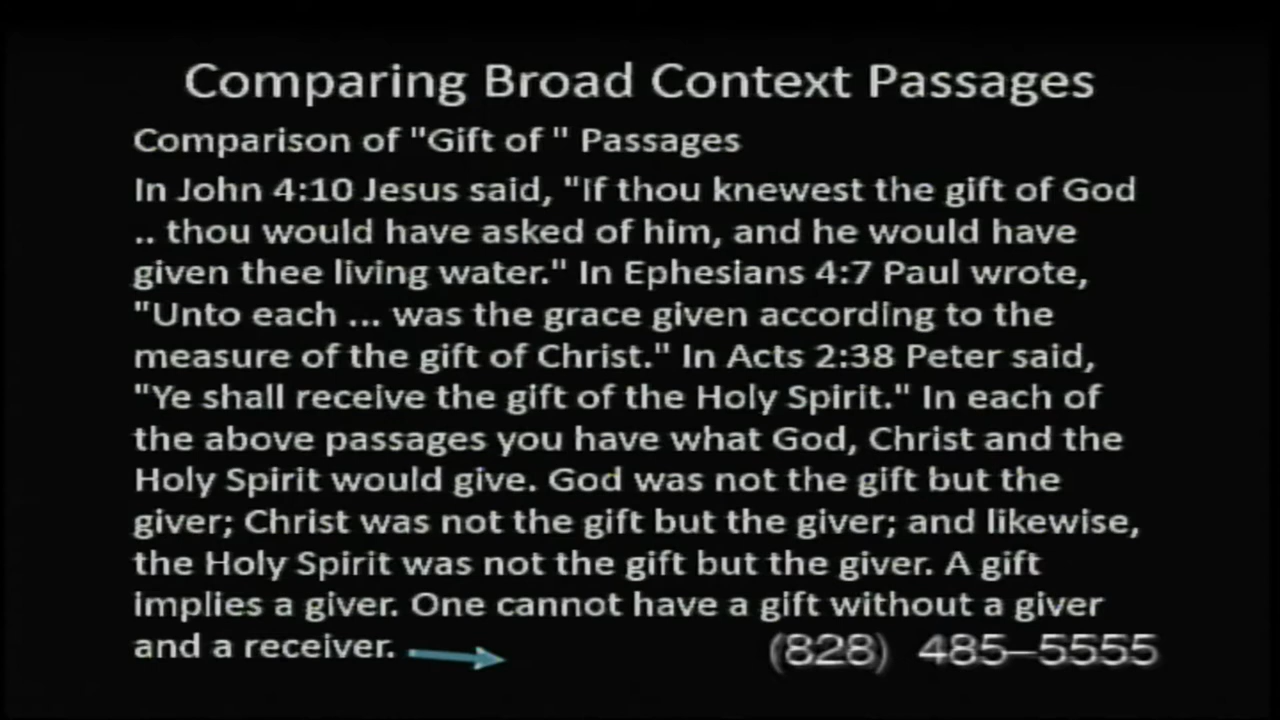 Comparing Broad Context Passages
Comparison of "Gift of " Passages
In John 4:10 Jesus said, "If thou knewest the gift of God
.. thou would have asked of him, and he would have
given thee living water." In Ephesians 4:7 Paul wrote,
"Unto each ... was the grace given according to the
measure of the gift of Christ." In Acts 2:38 Peter said,
"Ye shall receive the gift of the Holy Spirit." In each of
the above passages you have what God, Christ and the
Holy Spirit would give. God was not the gift but the
giver; Christ was not the gift but the giver; and likewise,
the Holy Spirit was not the gift but the giver. A gift
implies a giver. One cannot have a gift without a giver
and a receiver.
(828) 485–5555